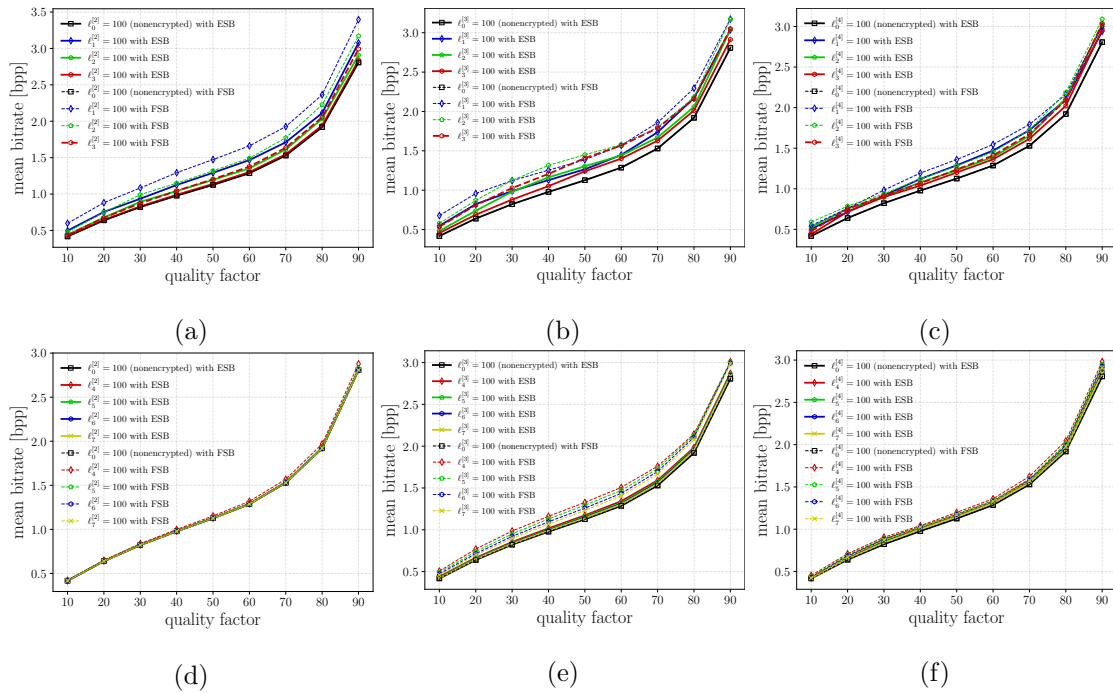 (a)
mean bitrate [bpp]
3.5
3.0
2.5
2.0
1.5
1.0
0.5
ℓ₀^[2] = 100 (nonencrypted) with ESB
ℓ₁^[2] = 100 with ESB
ℓ₂^[2] = 100 with ESB
ℓ₃^[2] = 100 with ESB
ℓ₀^[2] = 100 (nonencrypted) with FSB
ℓ₁^[2] = 100 with FSB
ℓ₂^[2] = 100 with FSB
ℓ₃^[2] = 100 with FSB
10 20 30 40 50 60 70 80 90
quality factor
(b)
mean bitrate [bpp]
3.0
2.5
2.0
1.5
1.0
0.5
ℓ₀^[3] = 100 (nonencrypted) with ESB
ℓ₁^[3] = 100 with ESB
ℓ₂^[3] = 100 with ESB
ℓ₃^[3] = 100 with ESB
ℓ₀^[3] = 100 (nonencrypted) with FSB
ℓ₁^[3] = 100 with FSB
ℓ₂^[3] = 100 with FSB
ℓ₃^[3] = 100 with FSB
10 20 30 40 50 60 70 80 90
quality factor
(c)
mean bitrate [bpp]
3.0
2.5
2.0
1.5
1.0
0.5
ℓ₀^[4] = 100 (nonencrypted) with ESB
ℓ₁^[4] = 100 with ESB
ℓ₂^[4] = 100 with ESB
ℓ₃^[4] = 100 with ESB
ℓ₀^[4] = 100 (nonencrypted) with FSB
ℓ₁^[4] = 100 with FSB
ℓ₂^[4] = 100 with FSB
ℓ₃^[4] = 100 with FSB
10 20 30 40 50 60 70 80 90
quality factor
(d)
mean bitrate [bpp]
3.0
2.5
2.0
1.5
1.0
0.5
ℓ₀^[2] = 100 (nonencrypted) with ESB
ℓ₄^[2] = 100 with ESB
ℓ₅^[2] = 100 with ESB
ℓ₆^[2] = 100 with ESB
ℓ₇^[2] = 100 with ESB
ℓ₀^[2] = 100 (nonencrypted) with FSB
ℓ₄^[2] = 100 with FSB
ℓ₅^[2] = 100 with FSB
ℓ₆^[2] = 100 with FSB
ℓ₇^[2] = 100 with FSB
10 20 30 40 50 60 70 80 90
quality factor
(e)
mean bitrate [bpp]
3.0
2.5
2.0
1.5
1.0
0.5
ℓ₀^[3] = 100 (nonencrypted) with ESB
ℓ₄^[3] = 100 with ESB
ℓ₅^[3] = 100 with ESB
ℓ₆^[3] = 100 with ESB
ℓ₇^[3] = 100 with ESB
ℓ₀^[3] = 100 (nonencrypted) with FSB
ℓ₄^[3] = 100 with FSB
ℓ₅^[3] = 100 with FSB
ℓ₆^[3] = 100 with FSB
ℓ₇^[3] = 100 with FSB
10 20 30 40 50 60 70 80 90
quality factor
(f)
mean bitrate [bpp]
3.0
2.5
2.0
1.5
1.0
0.5
ℓ₀^[4] = 100 (nonencrypted) with ESB
ℓ₄^[4] = 100 with ESB
ℓ₅^[4] = 100 with ESB
ℓ₆^[4] = 100 with ESB
ℓ₇^[4] = 100 with ESB
ℓ₀^[4] = 100 (nonencrypted) with FSB
ℓ₄^[4] = 100 with FSB
ℓ₅^[4] = 100 with FSB
ℓ₆^[4] = 100 with FSB
ℓ₇^[4] = 100 with FSB
10 20 30 40 50 60 70 80 90
quality factor